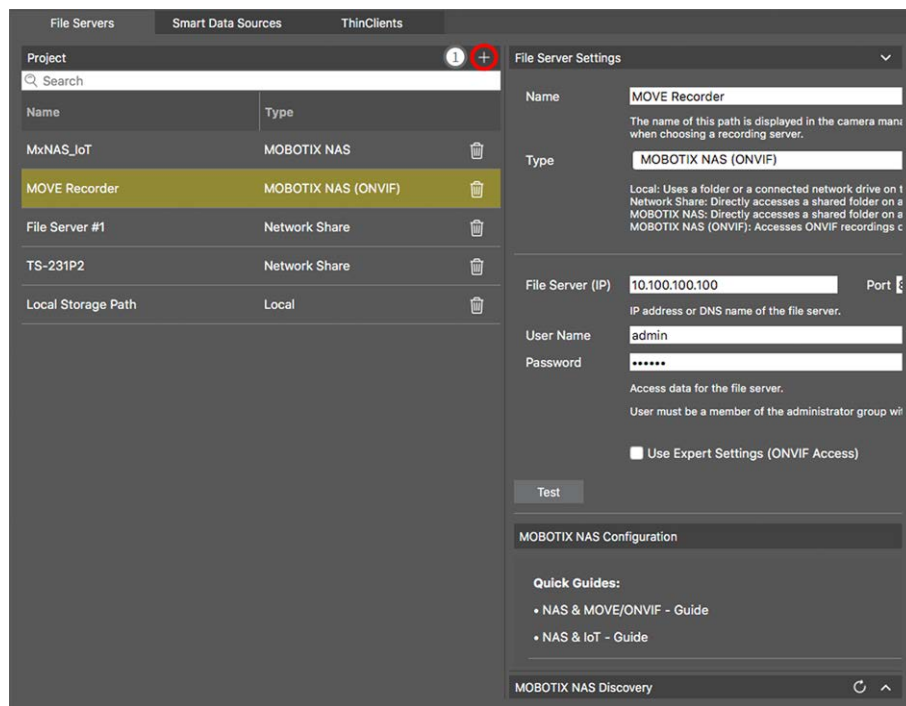 File Servers
Smart Data Sources
ThinClients
Project
1
Search
Name
Type
MxNAS_IoT
MOBOTIX NAS
MOVE Recorder
MOBOTIX NAS (ONVIF)
File Server #1
Network Share
TS-231P2
Network Share
Local Storage Path
Local
File Server Settings
Name
MOVE Recorder
The name of this path is displayed in the camera
when choosing a recording server.
Type
MOBOTIX NAS (ONVIF)
Local: Uses a folder or a connected network drive on
Network Share: Directly accesses a shared folder on a
MOBOTIX NAS: Directly accesses a shared folder on a
MOBOTIX NAS (ONVIF): Accesses ONVIF recordings
File Server (IP)
10.100.100.100
Port
IP address or DNS name of the file server.
User Name
admin
Password
••••••
Access data for the file server.
User must be a member of the administrator group
Use Expert Settings (ONVIF Access)
Test
MOBOTIX NAS Configuration
Quick Guides:
• NAS & MOVE/ONVIF - Guide
• NAS & IoT - Guide
MOBOTIX NAS Discovery